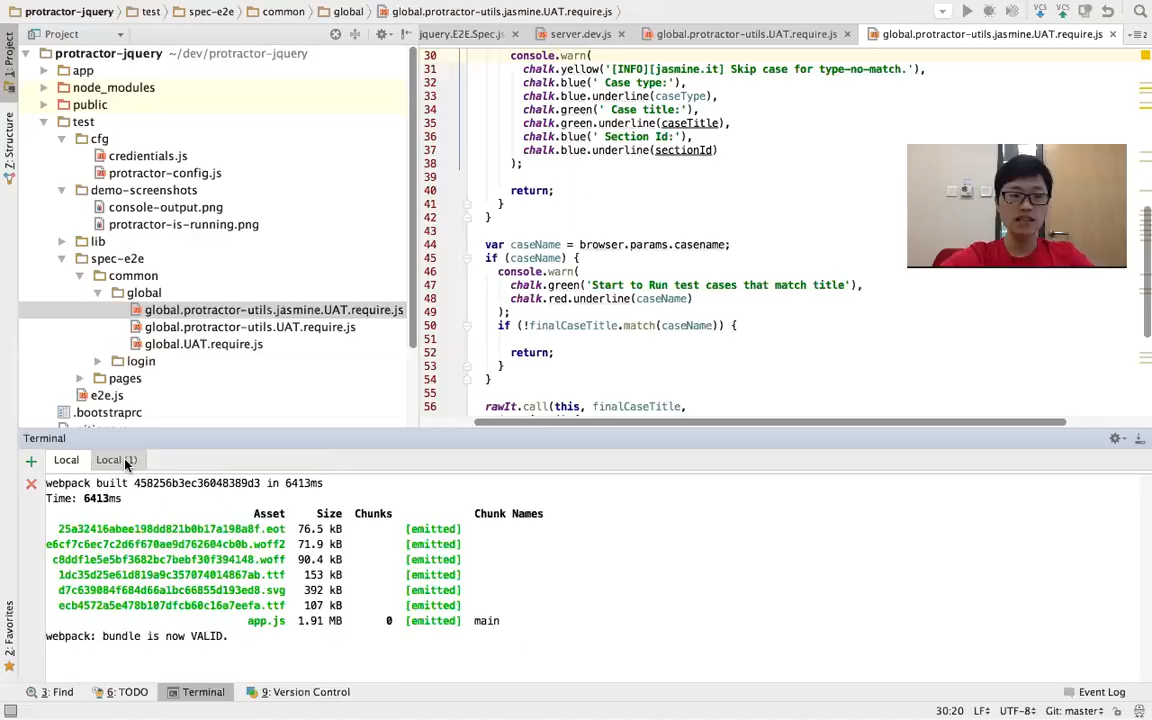 protractor-jquery test spec-e2e common global global.protractor-utils.jasmine.UAT.require.js
Project
jquery.E2E.Spec.js server.dev.js global.protractor-utils.UAT.require.js global.protractor-utils.jasmine.UAT.require.js
1: Project
7: Structure
2: Favorites
protractor-jquery ~/dev/protractor-jquery
app
node_modules
public
test
cfg
credentials.js
protractor-config.js
demo-screenshots
console-output.png
protractor-is-running.png
lib
spec-e2e
common
global
global.protractor-utils.jasmine.UAT.require.js
global.protractor-utils.UAT.require.js
global.UAT.require.js
login
pages
e2e.js
.bootstraprc
30 console.warn(
31 chalk.yellow('[INFO][jasmine.it] Skip case for type-no-match.'),
32 chalk.blue(' Case type:'),
33 chalk.blue.underline(caseType),
34 chalk.green(' Case title:'),
35 chalk.green.underline(caseTitle),
36 chalk.blue(' Section Id:'),
37 chalk.blue.underline(sectionId)
38 );
39
40 return;
41 }
42 }
43
44 var caseName = browser.params.casename;
45 if (caseName) {
46 console.warn(
47 chalk.green('Start to Run test cases that match title'),
48 chalk.red.underline(caseName)
49 );
50 if (!finalCaseTitle.match(caseName)) {
51
52 return;
53 }
54 }
55
56 rawIt.call(this, finalCaseTitle,
Terminal
Local Local (1)
webpack built 458256b3ec36048389d3 in 6413ms
Time: 6413ms
Asset Size Chunks Chunk Names
25a32416abee198dd821b0b17a198a8f.eot 76.5 kB [emitted]
e6cf7c6ec7c2d6f670ae9d762604cb0b.woff2 71.9 kB [emitted]
c8ddf1e5e5bf3682bc7bebf30f394148.woff 90.4 kB [emitted]
1dc35d25e61d819a9c357074014867ab.ttf 153 kB [emitted]
d7c639084f684d66a1bc66855d193ed8.svg 392 kB [emitted]
ecb4572a5e478b107dfcb60c16a7eefa.ttf 107 kB [emitted]
app.js 1.91 MB 0 [emitted] main
webpack: bundle is now VALID.
3: Find 6: TODO Terminal 9: Version Control Event Log
30:20 LF UTF-8 Git: master